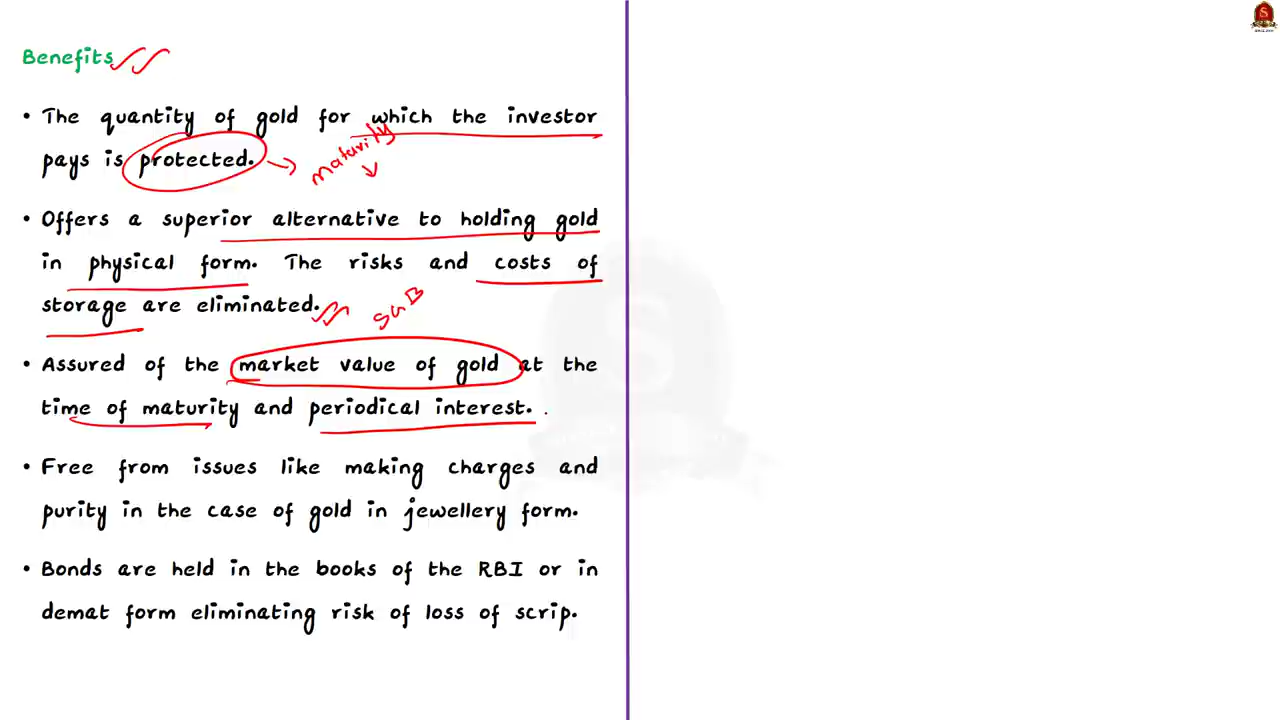 Benefits
• The quantity of gold for which the investor
pays is protected.
maturity
• Offers a superior alternative to holding gold
in physical form. The risks and costs of
storage are eliminated.
SGB
• Assured of the market value of gold at the
time of maturity and periodical interest.
• Free from issues like making charges and
purity in the case of gold in jewellery form.
• Bonds are held in the books of the RBI or in
demat form eliminating risk of loss of scrip.
S